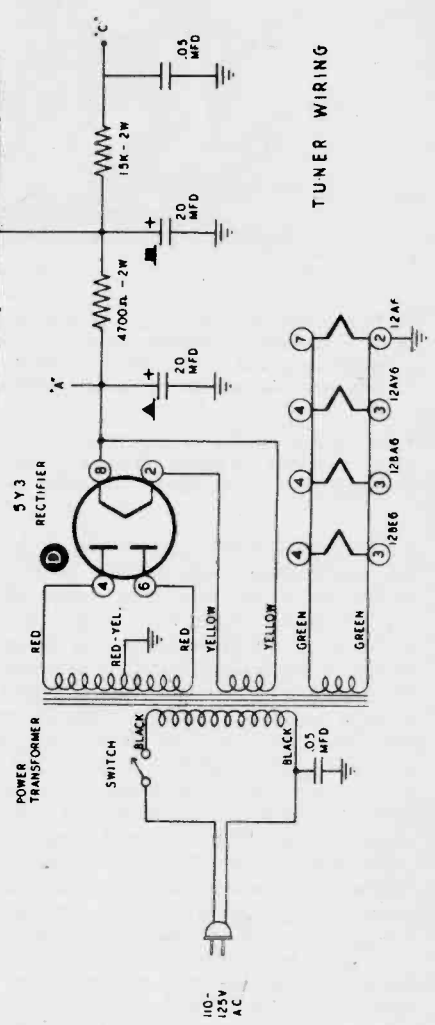 "C"
.05
MFD
15K-2W
20
MFD
+
4700Ω-2W
"A"
20
MFD
+
TUNER WIRING
5Y3
RECTIFIER
D
8
2
4
6
RED
RED-YEL.
RED
YELLOW
YELLOW
GREEN
GREEN
7
4
4
4
2
3
3
3
12AF
12AV6
12BA6
12BE6
POWER
TRANSFORMER
SWITCH
BLACK
BLACK
.05
MFD
110-
125V
AC